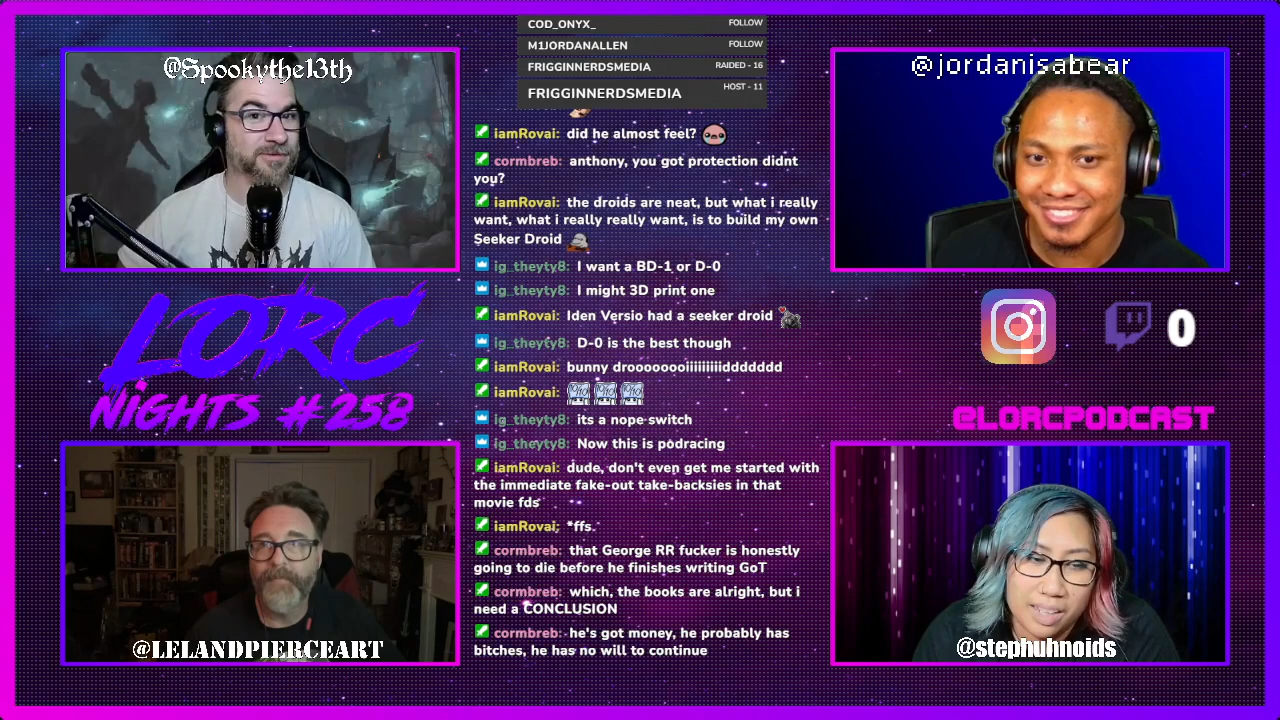 COD_ONYX_ FOLLOW
M1JORDANALLEN FOLLOW
FRIGGINNERDSMEDIA RAIDED - 16
FRIGGINNERDSMEDIA HOST - 11
@Spookythe13th
@jordanisabear
iamRovai: did he almost feel?
cormbreb: anthony, you got protection didnt
you?
iamRovai: the droids are neat, but what i really
want, what i really really want, is to build my own
Seeker Droid
ig_theyty8: I want a BD-1 or D-0
ig_theyty8: I might 3D print one
iamRovai: Iden Versio had a seeker droid
ig_theyty8: D-0 is the best though
iamRovai: bunny droooooooiiiiiiiiidddddddd
iamRovai:
ig_theyty8: its a nope switch
ig_theyty8: Now this is podracing
iamRovai: dude, don't even get me started with
the immediate fake-out take-backsies in that
movie fds
iamRovai: *ffs.
cormbreb: that George RR fucker is honestly
going to die before he finishes writing GoT
cormbreb: which, the books are alright, but i
need a CONCLUSION
cormbreb: he's got money, he probably has
bitches, he has no will to continue
LORC
NIGHTS #258
0
@LORCPODCAST
@LELANDPIERCEART
@stephuhnoids